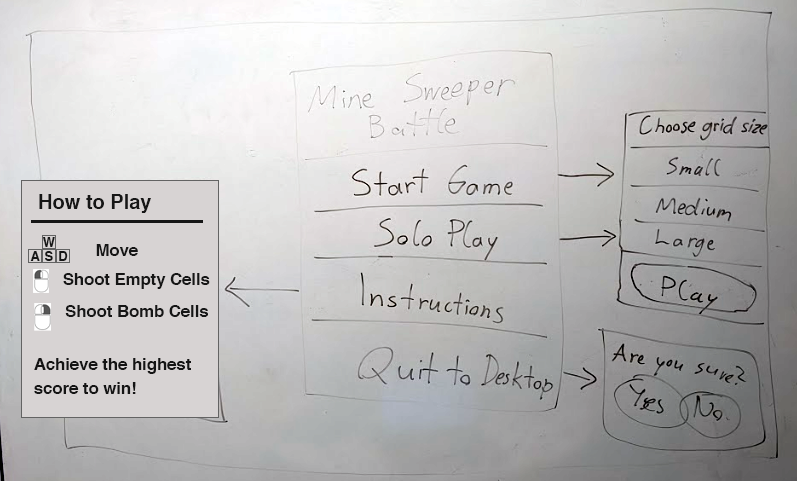 Mine Sweeper
Battle
Start Game
Solo Play
Instructions
Quit to Desktop
How to Play
W
A S D
Move
Shoot Empty Cells
Shoot Bomb Cells
Achieve the highest
score to win!
Choose grid size
Small
Medium
Large
Play
Are you sure?
Yes
No